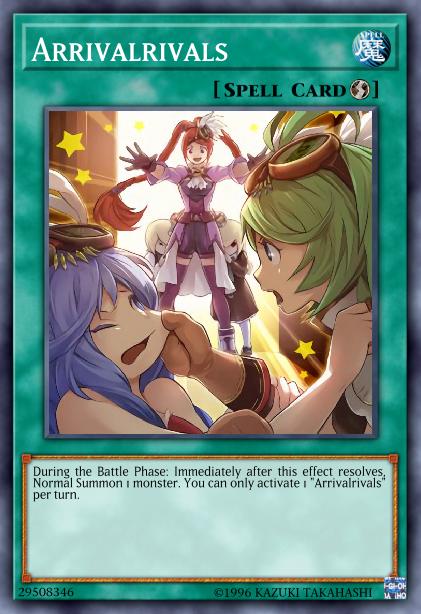 ARRIVALRIVALS
SPELL
魔
[SPELL CARD]
During the Battle Phase: Immediately after this effect resolves,
Normal Summon 1 monster. You can only activate 1 "Arrivalrivals"
per turn.
29508346
©1996 KAZUKI TAKAHASHI